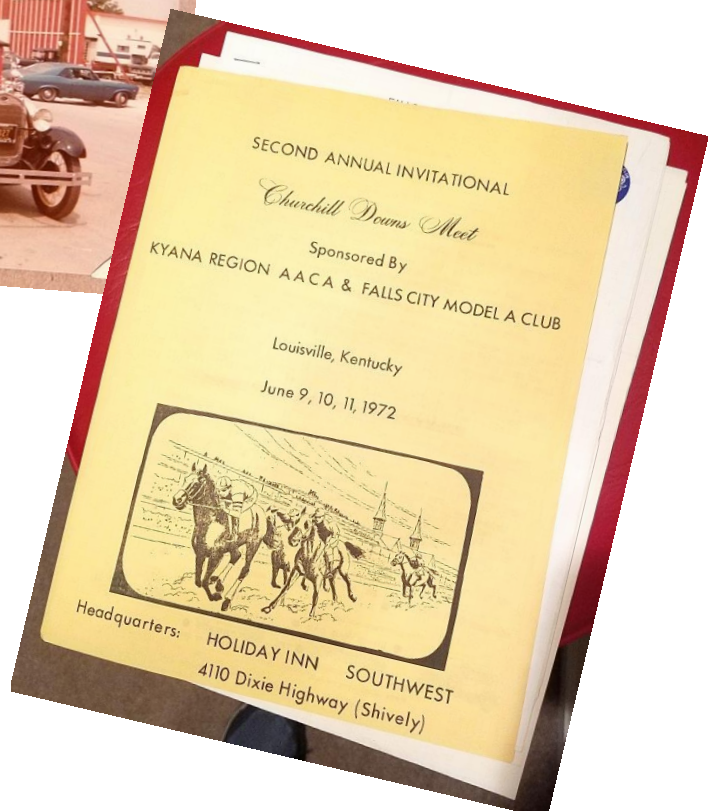 SECOND ANNUAL INVITATIONAL
Churchill Downs Meet
Sponsored By
KYANA REGION AACA & FALLS CITY MODEL A CLUB
Louisville, Kentucky
June 9, 10, 11, 1972
Headquarters: HOLIDAY INN SOUTHWEST
4110 Dixie Highway (Shively)